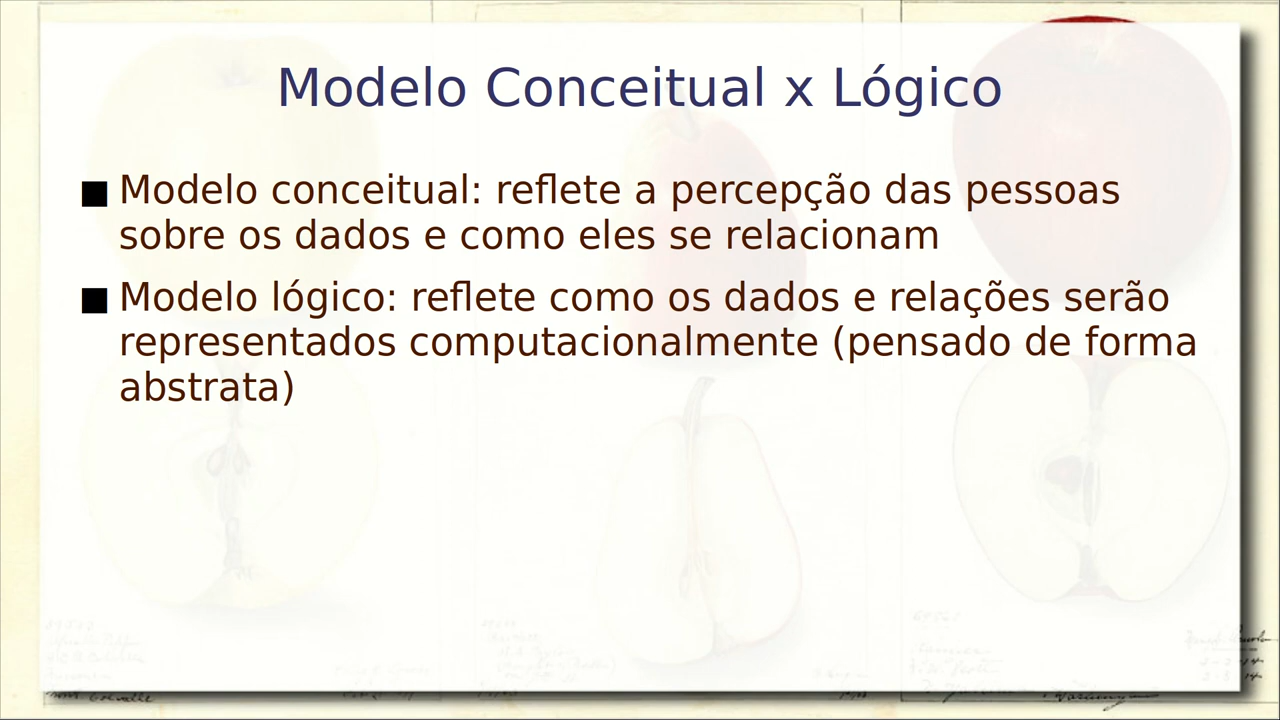 Modelo Conceitual x Lógico
■ Modelo conceitual: reflete a percepção das pessoas
sobre os dados e como eles se relacionam
■ Modelo lógico: reflete como os dados e relações serão
representados computacionalmente (pensado de forma
abstrata)